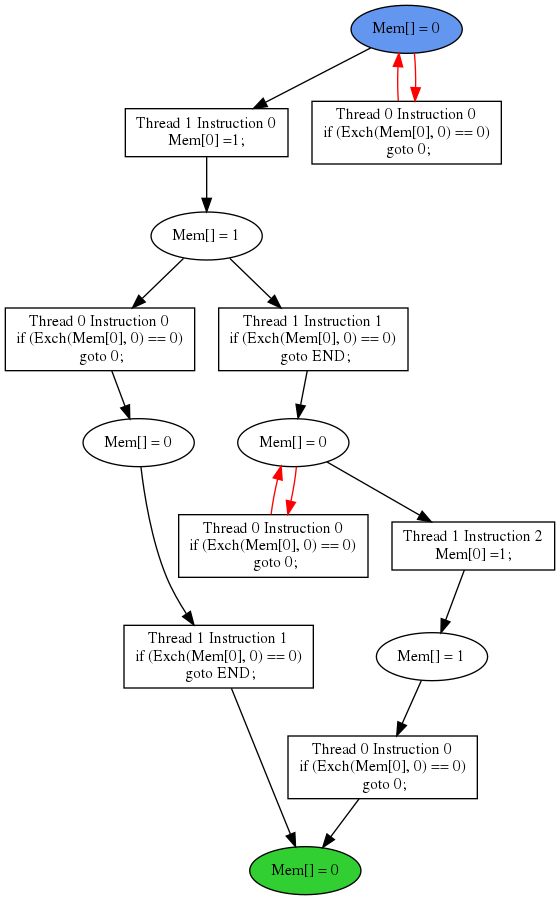 Mem[] = 0
Thread 1 Instruction 0
Mem[0] =1;
Thread 0 Instruction 0
if (Exch(Mem[0], 0) == 0)
goto 0;
Mem[] = 1
Thread 0 Instruction 0
if (Exch(Mem[0], 0) == 0)
goto 0;
Thread 1 Instruction 1
if (Exch(Mem[0], 0) == 0)
goto END;
Mem[] = 0
Mem[] = 0
Thread 0 Instruction 0
if (Exch(Mem[0], 0) == 0)
goto 0;
Thread 1 Instruction 2
Mem[0] =1;
Thread 1 Instruction 1
if (Exch(Mem[0], 0) == 0)
goto END;
Mem[] = 1
Thread 0 Instruction 0
if (Exch(Mem[0], 0) == 0)
goto 0;
Mem[] = 0